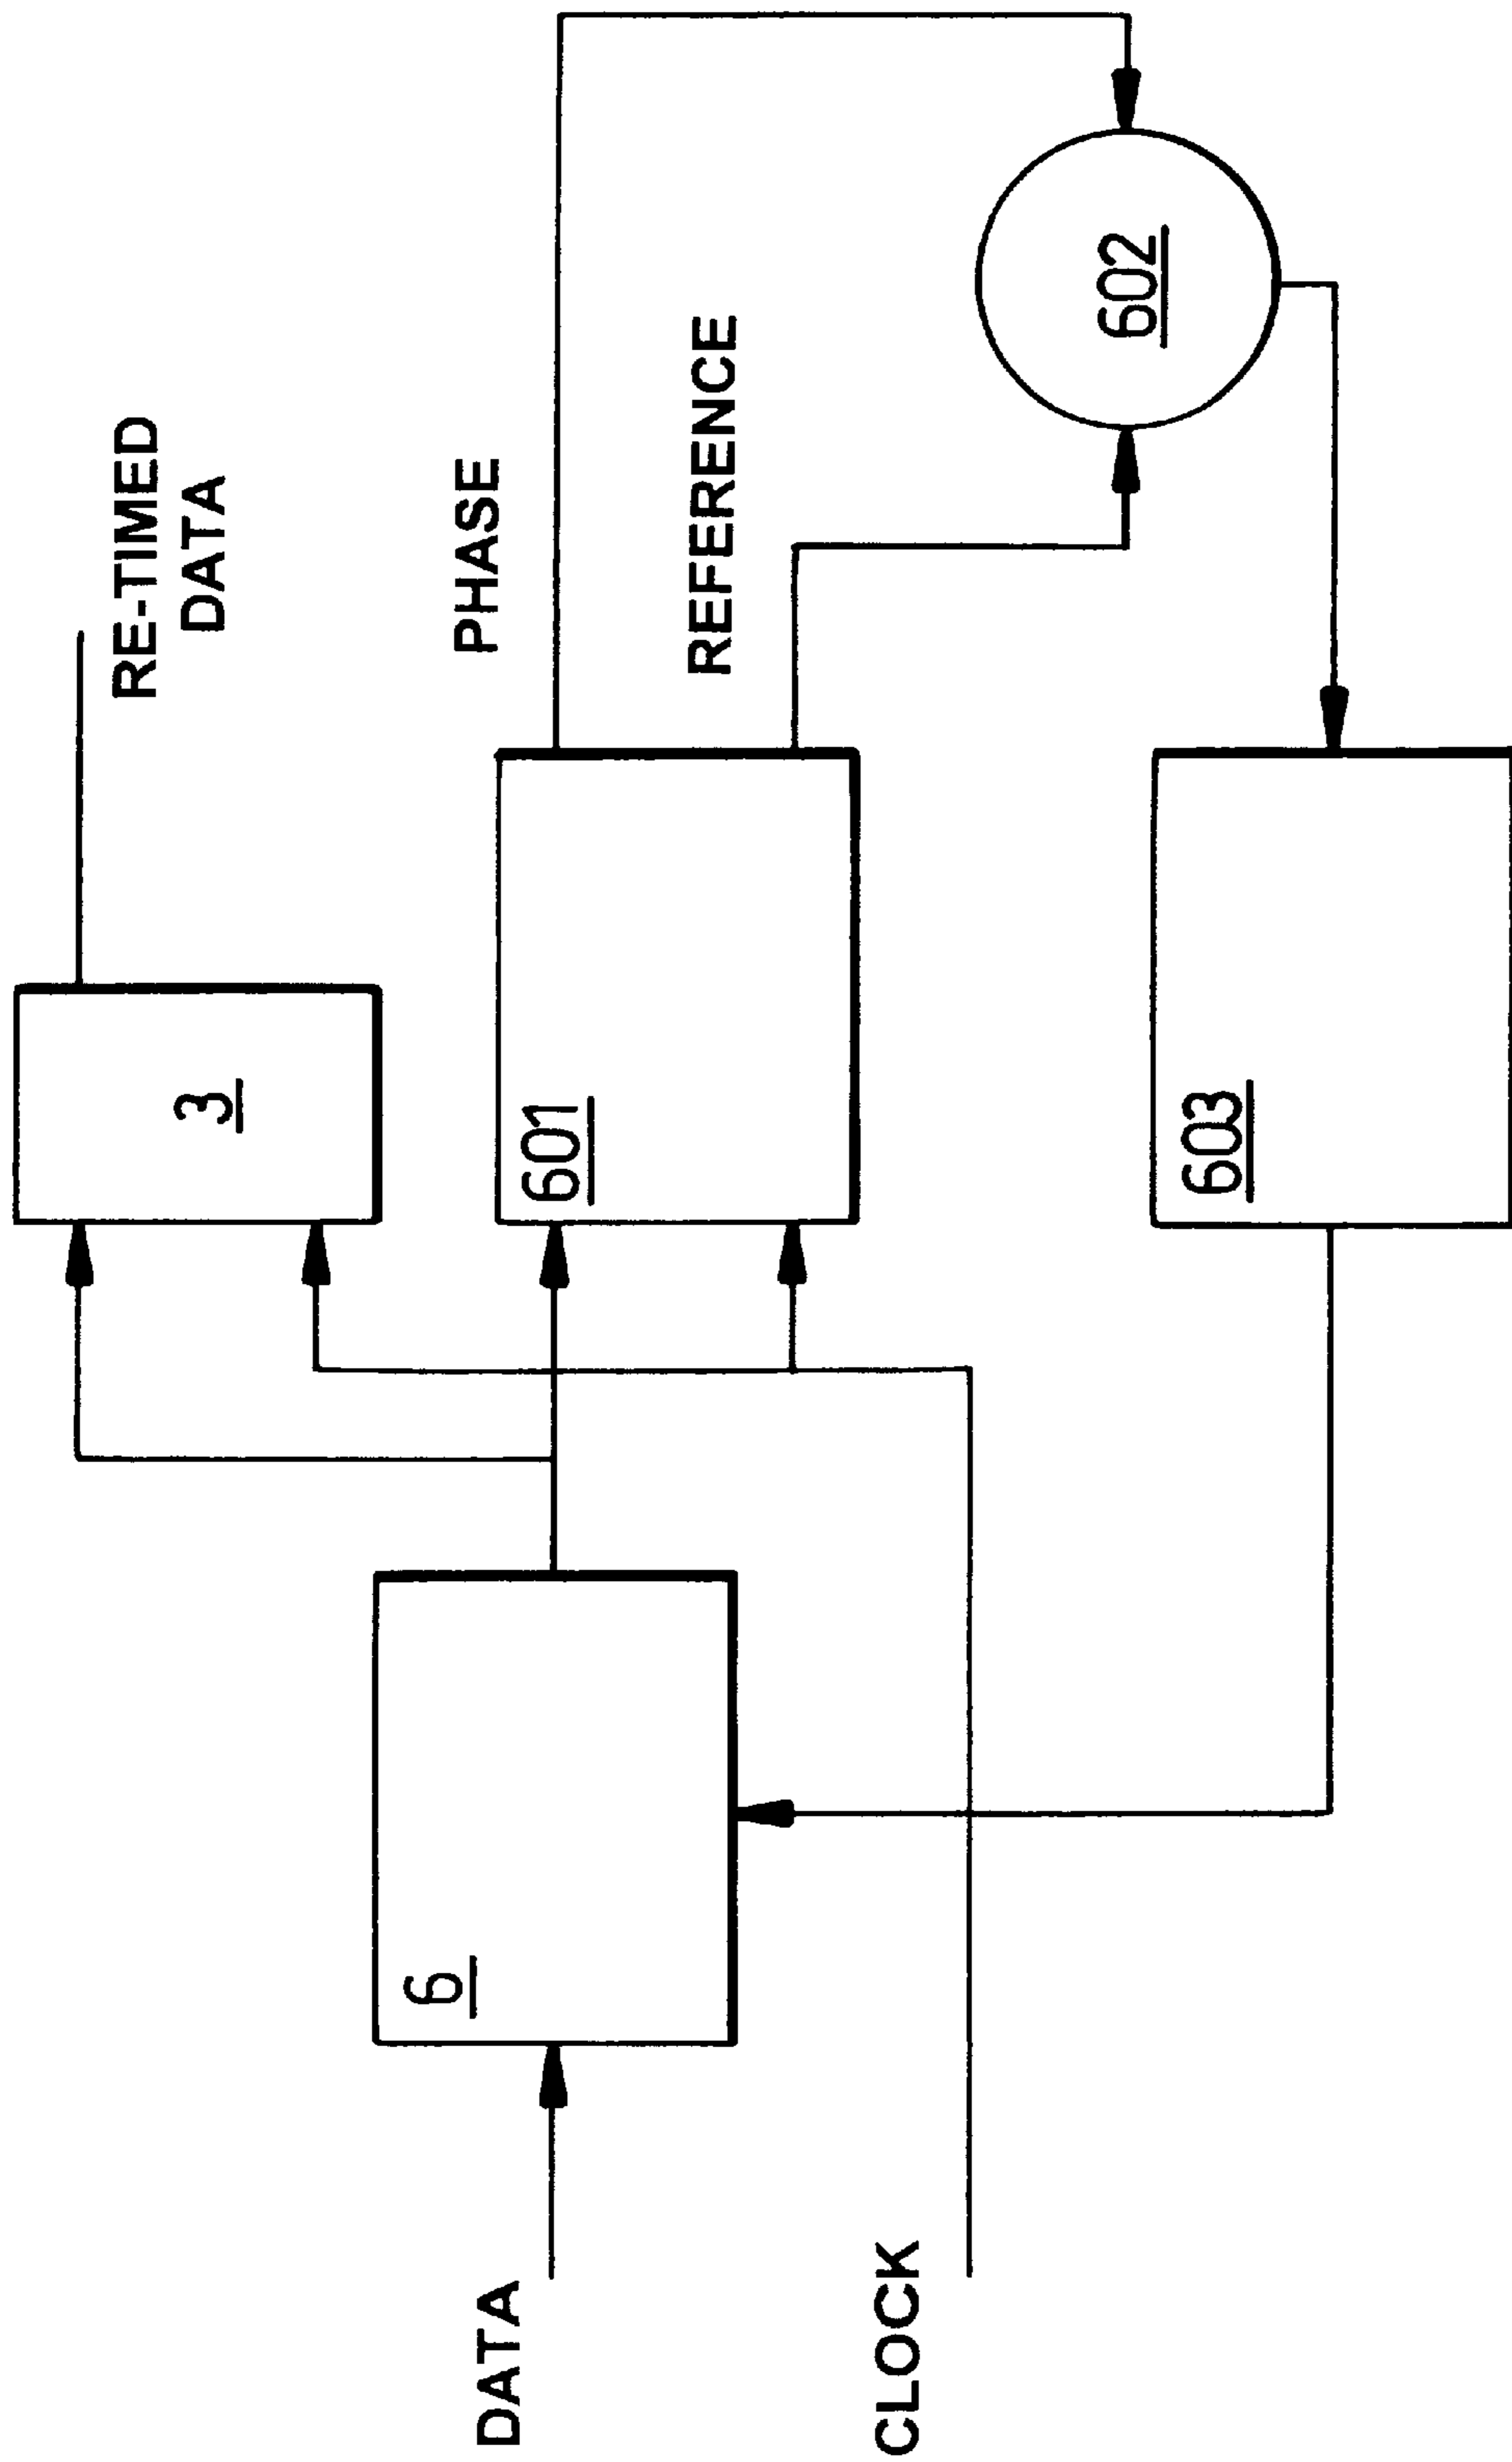 3
RE-TIMED
DATA
6
601
PHASE
DATA
REFERENCE
CLOCK
602
603